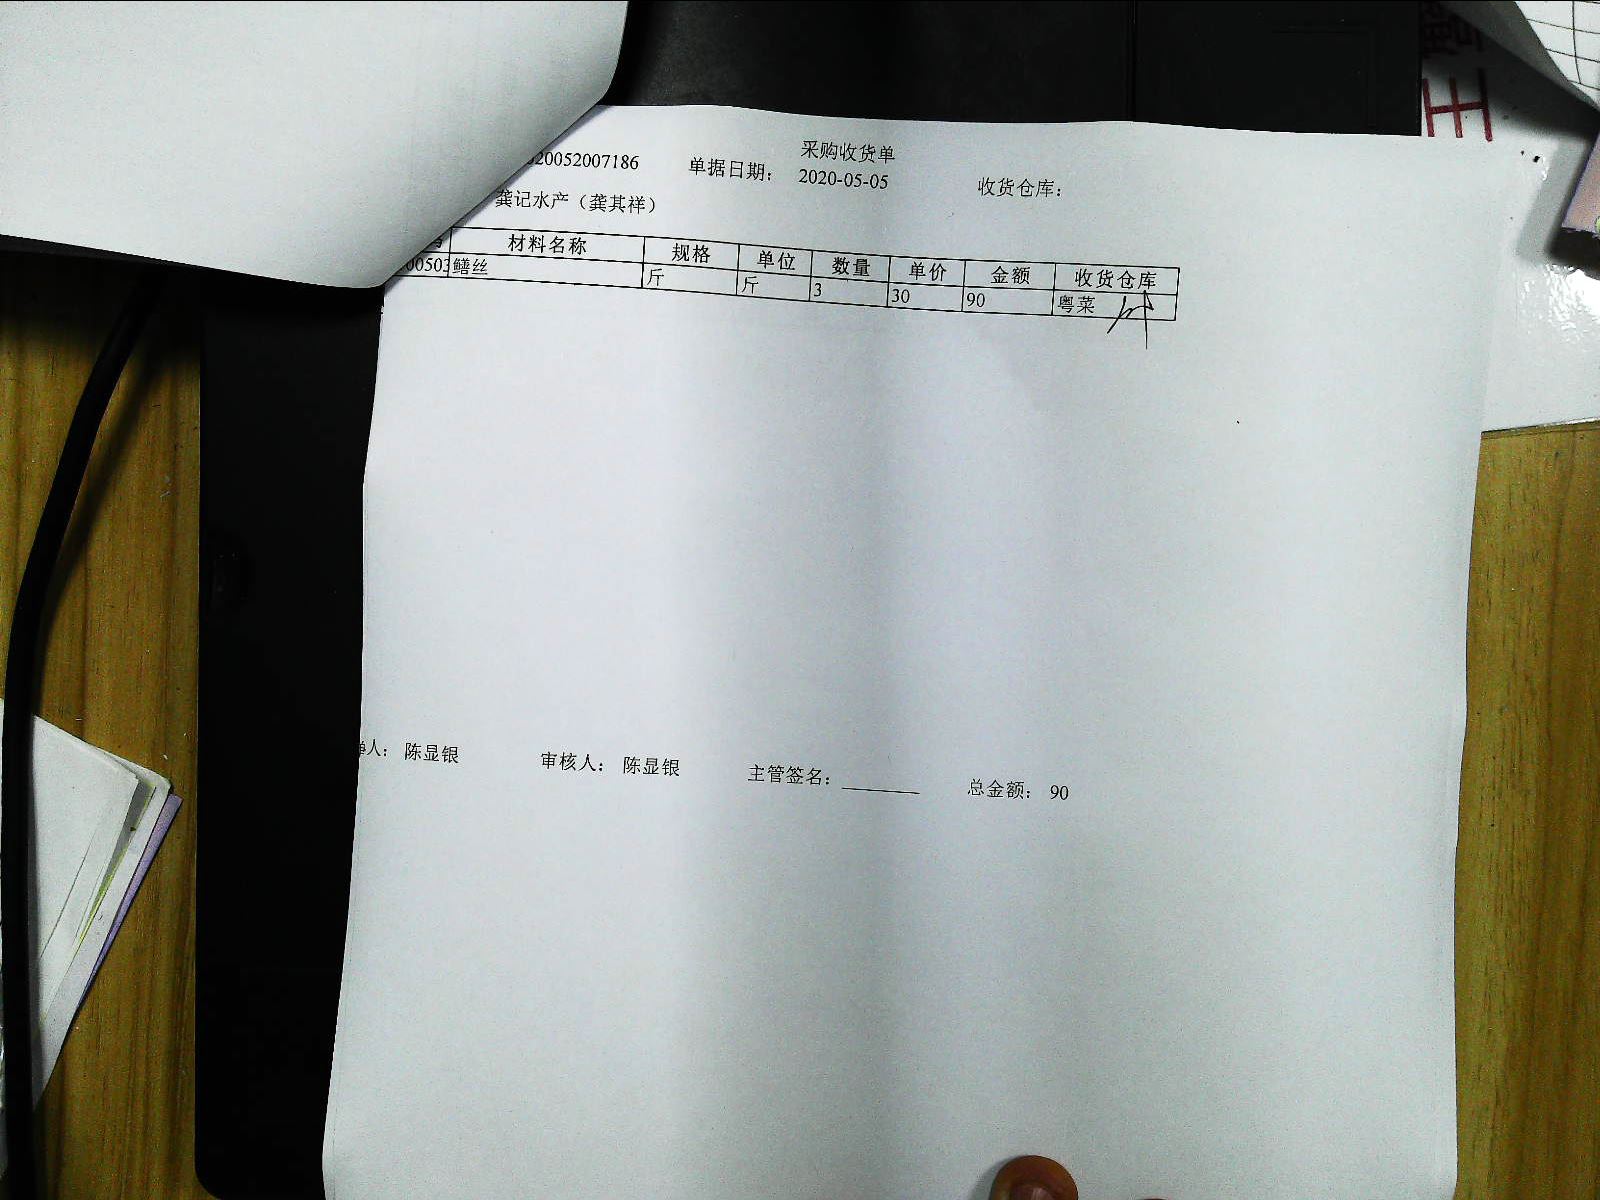 采购收货单
20052007186 单据日期： 2020-05-05 收货仓库：
龚记水产（龚其祥）
材料名称 规格 单位 数量 单价 金额 收货仓库
00503 鳝丝 斤 斤 3 30 90 粤菜
人： 陈显银 审核人： 陈显银 主管签名： 总金额： 90